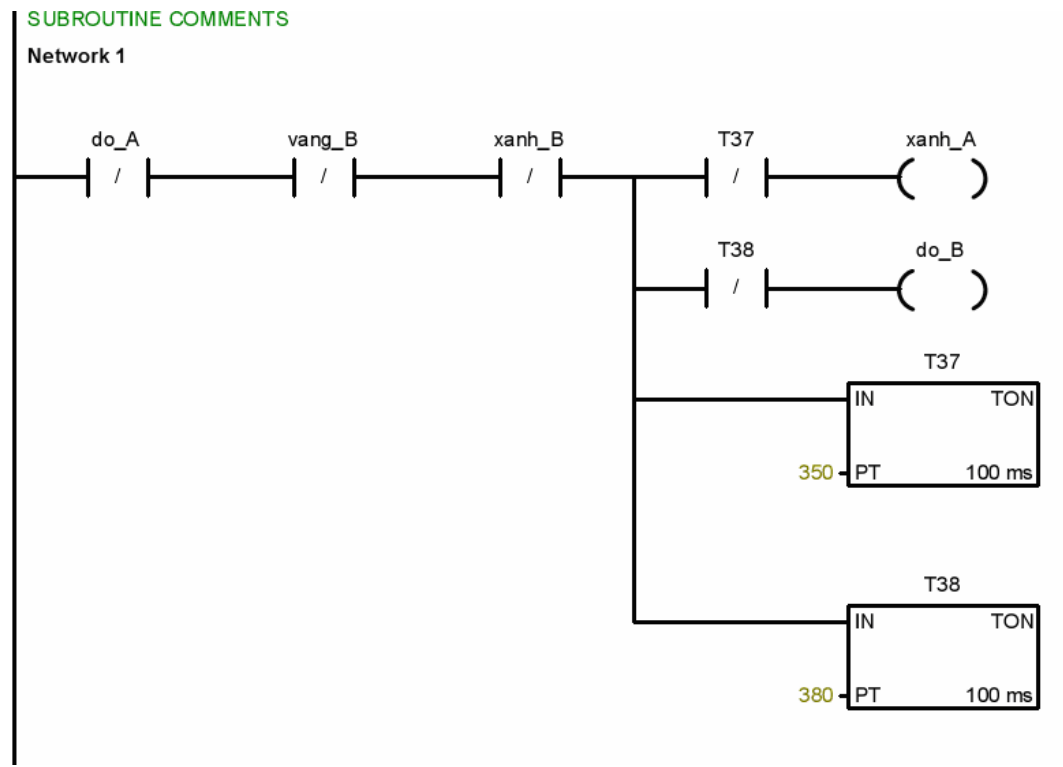 SUBROUTINE COMMENTS
Network 1
do_A vang_B xanh_B T37 xanh_A
/ / / /
T38 do_B
/
T37
IN TON
350 PT 100 ms
T38
IN TON
380 PT 100 ms